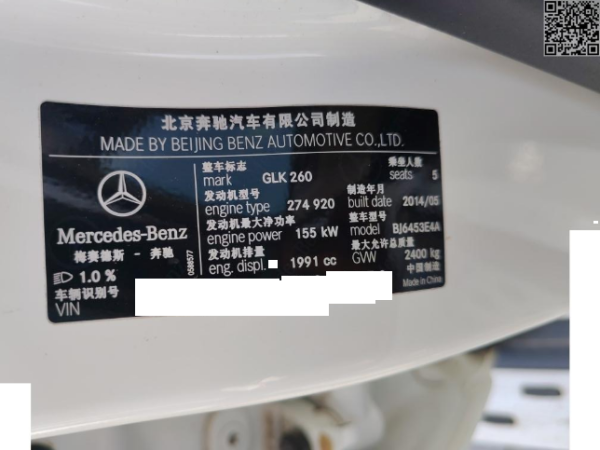 北京奔驰汽车有限公司制造
MADE BY BEIJING BENZ AUTOMOTIVE CO.,LTD.
整车标志 乘坐人数
mark GLK 260 seats 5
发动机型号 制造年月
engine type 274 920 built date 2014/05
发动机最大净功率 整车型号
engine power 155 kW model BJ6453E4A
发动机排量 最大允许总质量
eng. displ. 1991 cc GVW 2400 kg
中国制造
Made in China
Mercedes-Benz
梅赛德斯 - 奔驰
1.0 %
车辆识别号
VIN
0588577